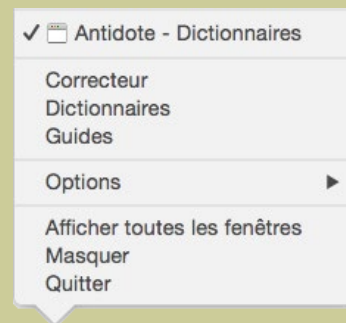 ✓ Antidote - Dictionnaires
Correcteur
Dictionnaires
Guides
Options ▶
Afficher toutes les fenêtres
Masquer
Quitter